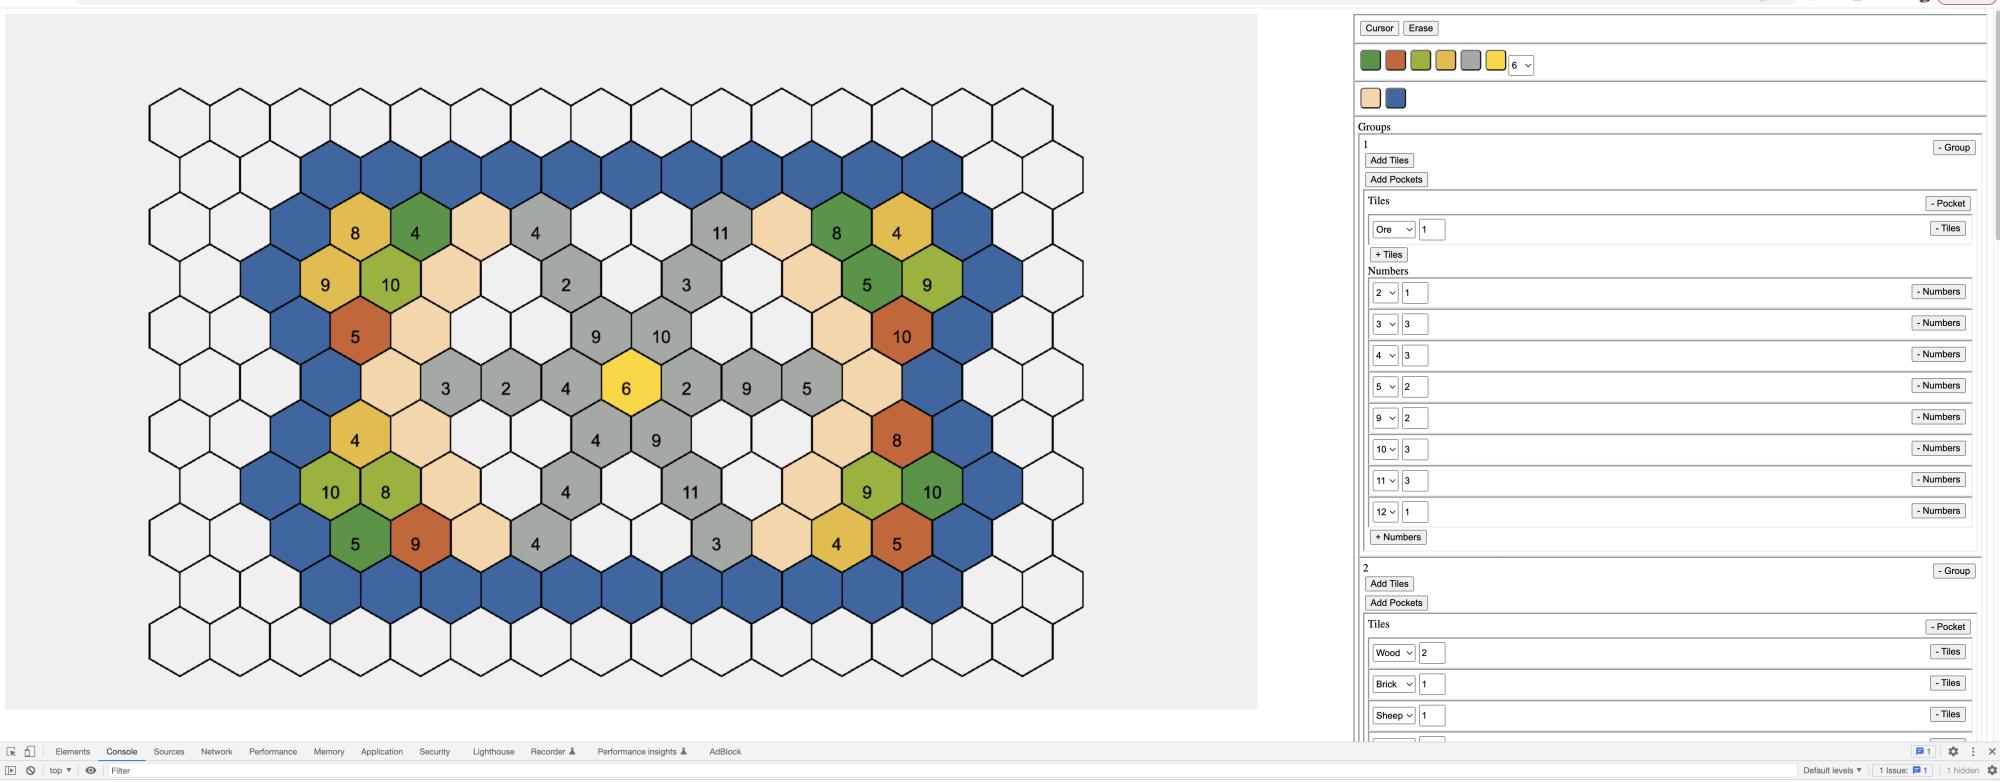 Cursor Erase
6
Groups
1 - Group
Add Tiles
Add Pockets
Tiles - Pocket
Ore 1 - Tiles
+ Tiles
Numbers
2 1 - Numbers
3 3 - Numbers
4 3 - Numbers
5 2 - Numbers
9 2 - Numbers
10 3 - Numbers
11 3 - Numbers
12 1 - Numbers
+ Numbers
2 - Group
Add Tiles
Add Pockets
Tiles - Pocket
Wood 2 - Tiles
Brick 1 - Tiles
Sheep 1 - Tiles
8 4 4 11 8 4
9 10 2 3 5 9
5 9 10 10
3 2 4 6 2 9 5
4 4 9 8
10 8 4 11 9 10
5 9 4 3 4 5
Elements Console Sources Network Performance Memory Application Security Lighthouse Recorder Performance insights AdBlock 1
top Filter Default levels 1 Issue: 1 1 hidden